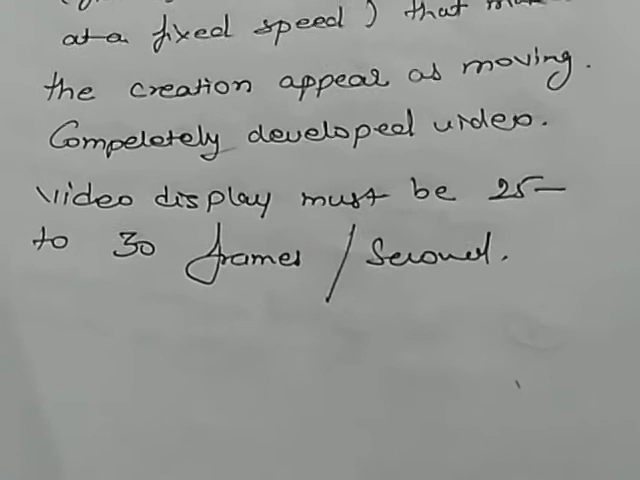 at a fixed speed) that
the creation appear as moving.
Compeletely developed video.
Video display must be 25
to 30 frames / Second.